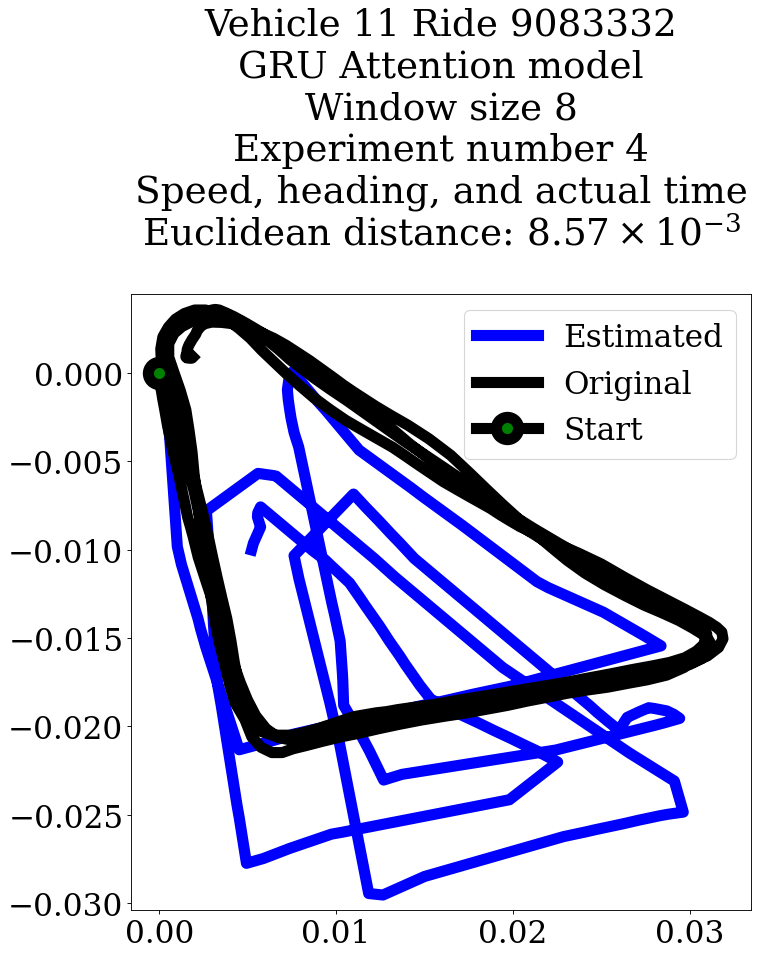 Vehicle 11 Ride 9083332
GRU Attention model
Window size 8
Experiment number 4
Speed, heading, and actual time
Euclidean distance: 8.57 × 10⁻³
Estimated
Original
Start
0.000
−0.005
−0.010
−0.015
−0.020
−0.025
−0.030
0.00 0.01 0.02 0.03